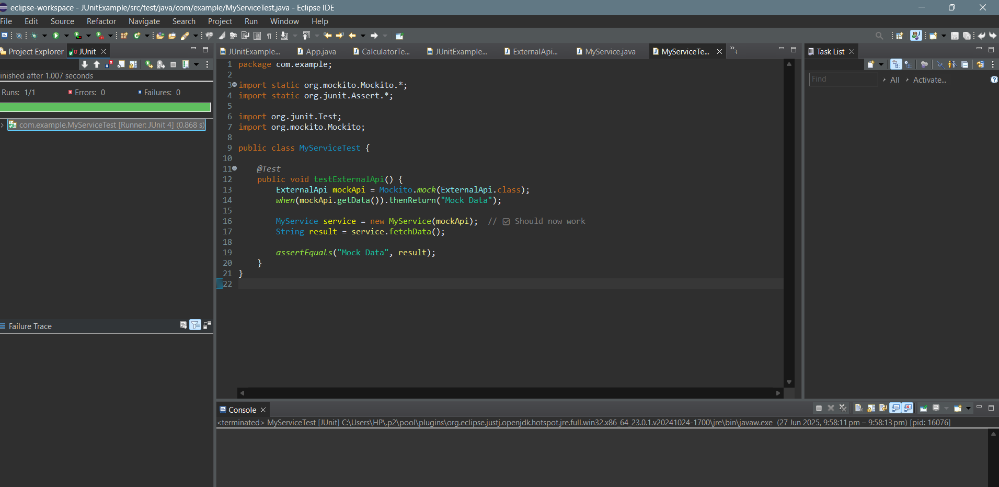 eclipse-workspace - JUnitExample/src/test/java/com/example/MyServiceTest.java - Eclipse IDE
File Edit Source Refactor Navigate Search Project Run Window Help
Project Explorer JUnit
inished after 1.007 seconds
Runs: 1/1 Errors: 0 Failures: 0
com.example.MyServiceTest [Runner: JUnit 4] (0.868 s)
Failure Trace
JUnitExample... App.java CalculatorTe... JUnitExample... ExternalApi... MyService.java MyServiceTe...
1 package com.example;
2
3 import static org.mockito.Mockito.*;
4 import static org.junit.Assert.*;
5
6 import org.junit.Test;
7 import org.mockito.Mockito;
8
9 public class MyServiceTest {
10
11 @Test
12 public void testExternalApi() {
13 ExternalApi mockApi = Mockito.mock(ExternalApi.class);
14 when(mockApi.getData()).thenReturn("Mock Data");
15
16 MyService service = new MyService(mockApi); // ☑ Should now work
17 String result = service.fetchData();
18
19 assertEquals("Mock Data", result);
20 }
21 }
22
Task List
Find All Activate...
Console
<terminated> MyServiceTest [JUnit] C:\Users\HP\.p2\pool\plugins\org.eclipse.justj.openjdk.hotspot.jre.full.win32.x86_64_23.0.1.v20241024-1700\jre\bin\javaw.exe (27 Jun 2025, 9:58:11 pm – 9:58:13 pm) [pid: 16076]